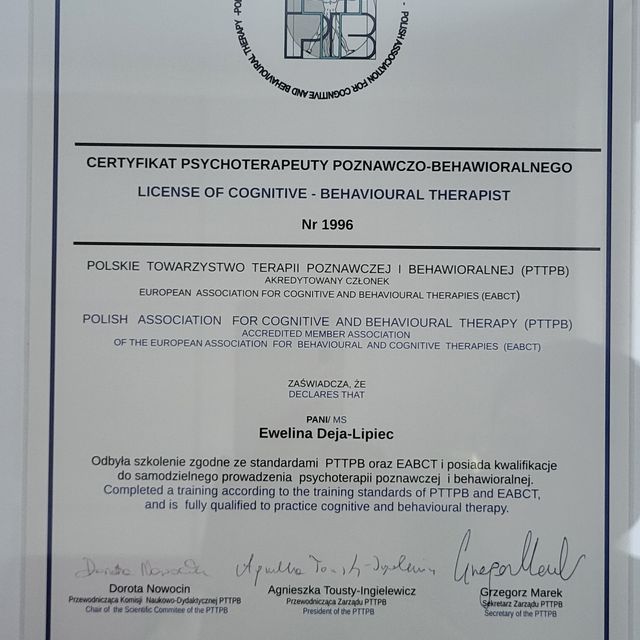 POLISH ASSOCIATION FOR COGNITIVE AND BEHAVIOURAL THERAPY
CERTYFIKAT PSYCHOTERAPEUTY POZNAWCZO-BEHAWIORALNEGO
LICENSE OF COGNITIVE - BEHAVIOURAL THERAPIST
Nr 1996
POLSKIE TOWARZYSTWO TERAPII POZNAWCZEJ I BEHAWIORALNEJ (PTTPB)
AKREDYTOWANY CZŁONEK
EUROPEAN ASSOCIATION FOR COGNITIVE AND BEHAVIOURAL THERAPIES (EABCT)
POLISH ASSOCIATION FOR COGNITIVE AND BEHAVIOURAL THERAPY (PTTPB)
ACCREDITED MEMBER ASSOCIATION
OF THE EUROPEAN ASSOCIATION FOR BEHAVIOURAL AND COGNITIVE THERAPIES (EABCT)
ZAŚWIADCZA, ŻE
DECLARES THAT
PANI/ MS
Ewelina Deja-Lipiec
Odbyła szkolenie zgodne ze standardami PTTPB oraz EABCT i posiada kwalifikacje
do samodzielnego prowadzenia psychoterapii poznawczej i behawioralnej.
Completed a training according to the training standards of PTTPB and EABCT,
and is fully qualified to practice cognitive and behavioural therapy.
Dorota Nowocin Agnieszka Tousty-Ingielewicz Grzegorz Marek
Przewodnicząca Komisji Naukowo-Dydaktycznej PTTPB Przewodnicząca Zarządu PTTPB Sekretarz Zarządu PTTPB
Chair of the Scientific Commitee of the PTTPB President of the PTTPB Secretary of the PTTPB